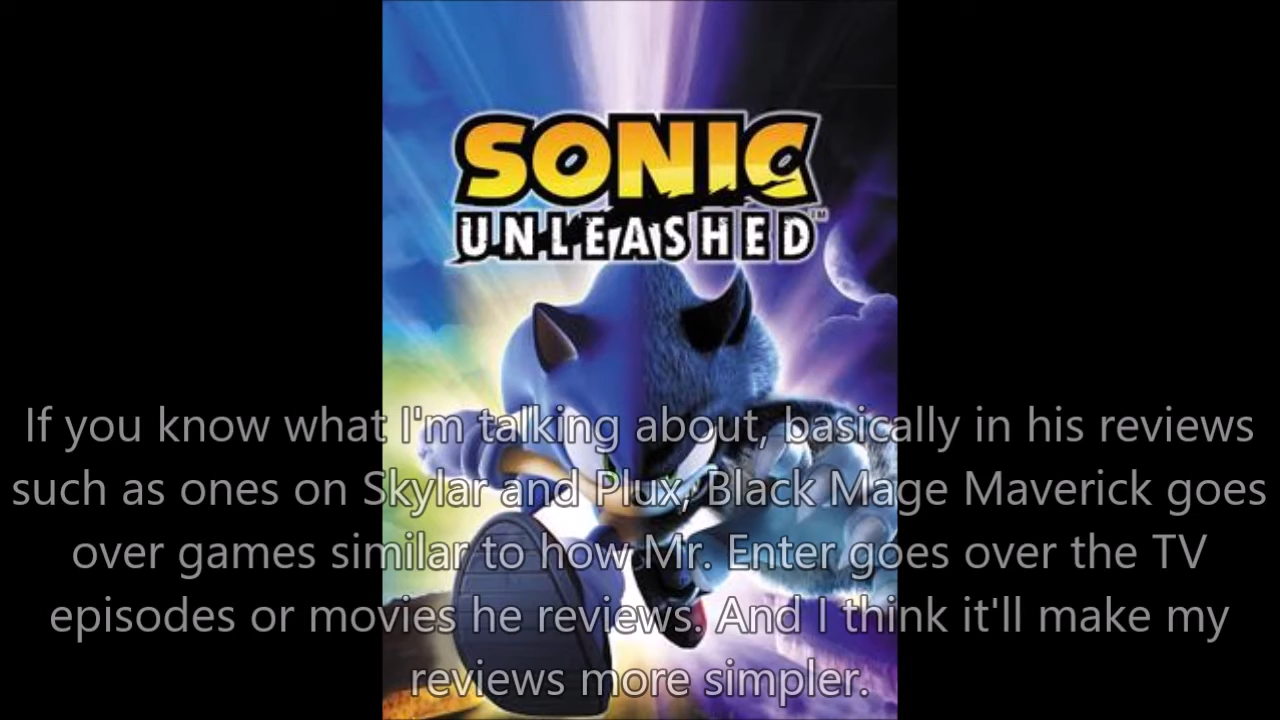 SONIC
UNLEASHED™
If you know what I'm talking about, basically in his reviews
such as ones on Skylar and Plux, Black Mage Maverick goes
over games similar to how Mr. Enter goes over the TV
episodes or movies he reviews. And I think it'll make my
reviews more simpler.